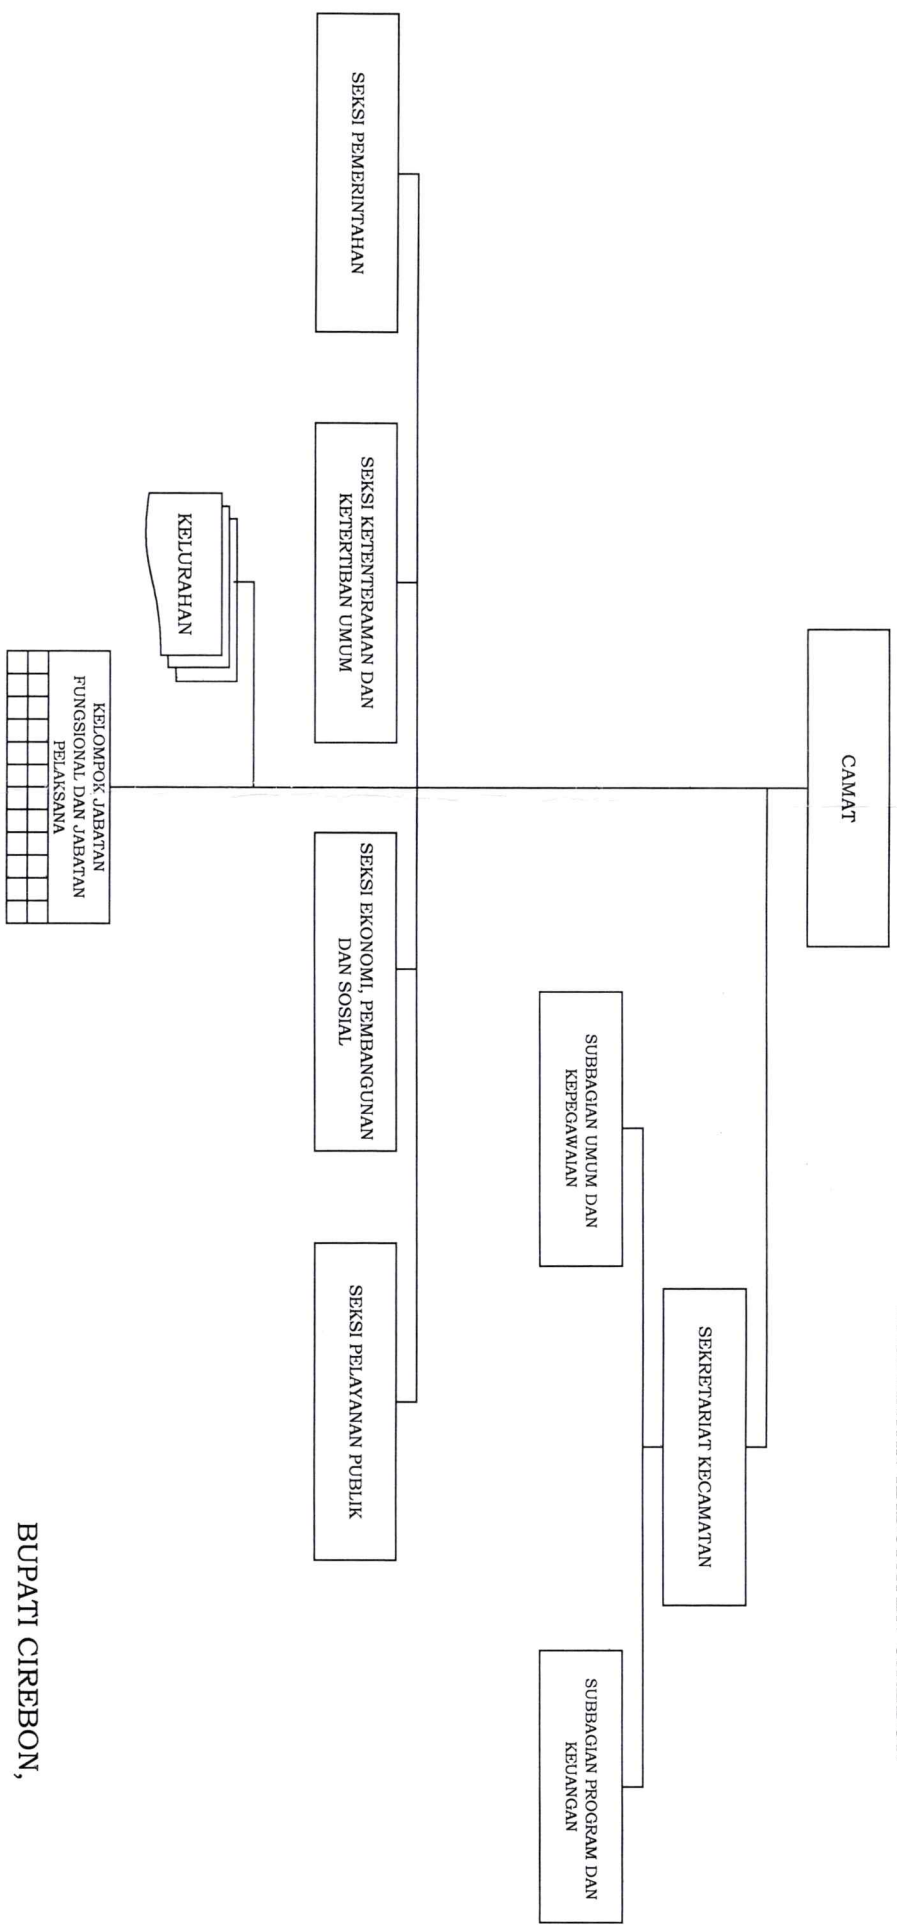 CAMAT
SEKRETARIAT KECAMATAN
SUBBAGIAN UMUM DAN
KEPEGAWAIAN
SUBBAGIAN PROGRAM DAN
KEUANGAN
SEKSI PEMERINTAHAN
SEKSI KETENTERAMAN DAN
KETERTIBAN UMUM
SEKSI EKONOMI, PEMBANGUNAN
DAN SOSIAL
SEKSI PELAYANAN PUBLIK
KELURAHAN
KELOMPOK JABATAN
FUNGSIONAL DAN JABATAN
PELAKSANA
BUPATI CIREBON,